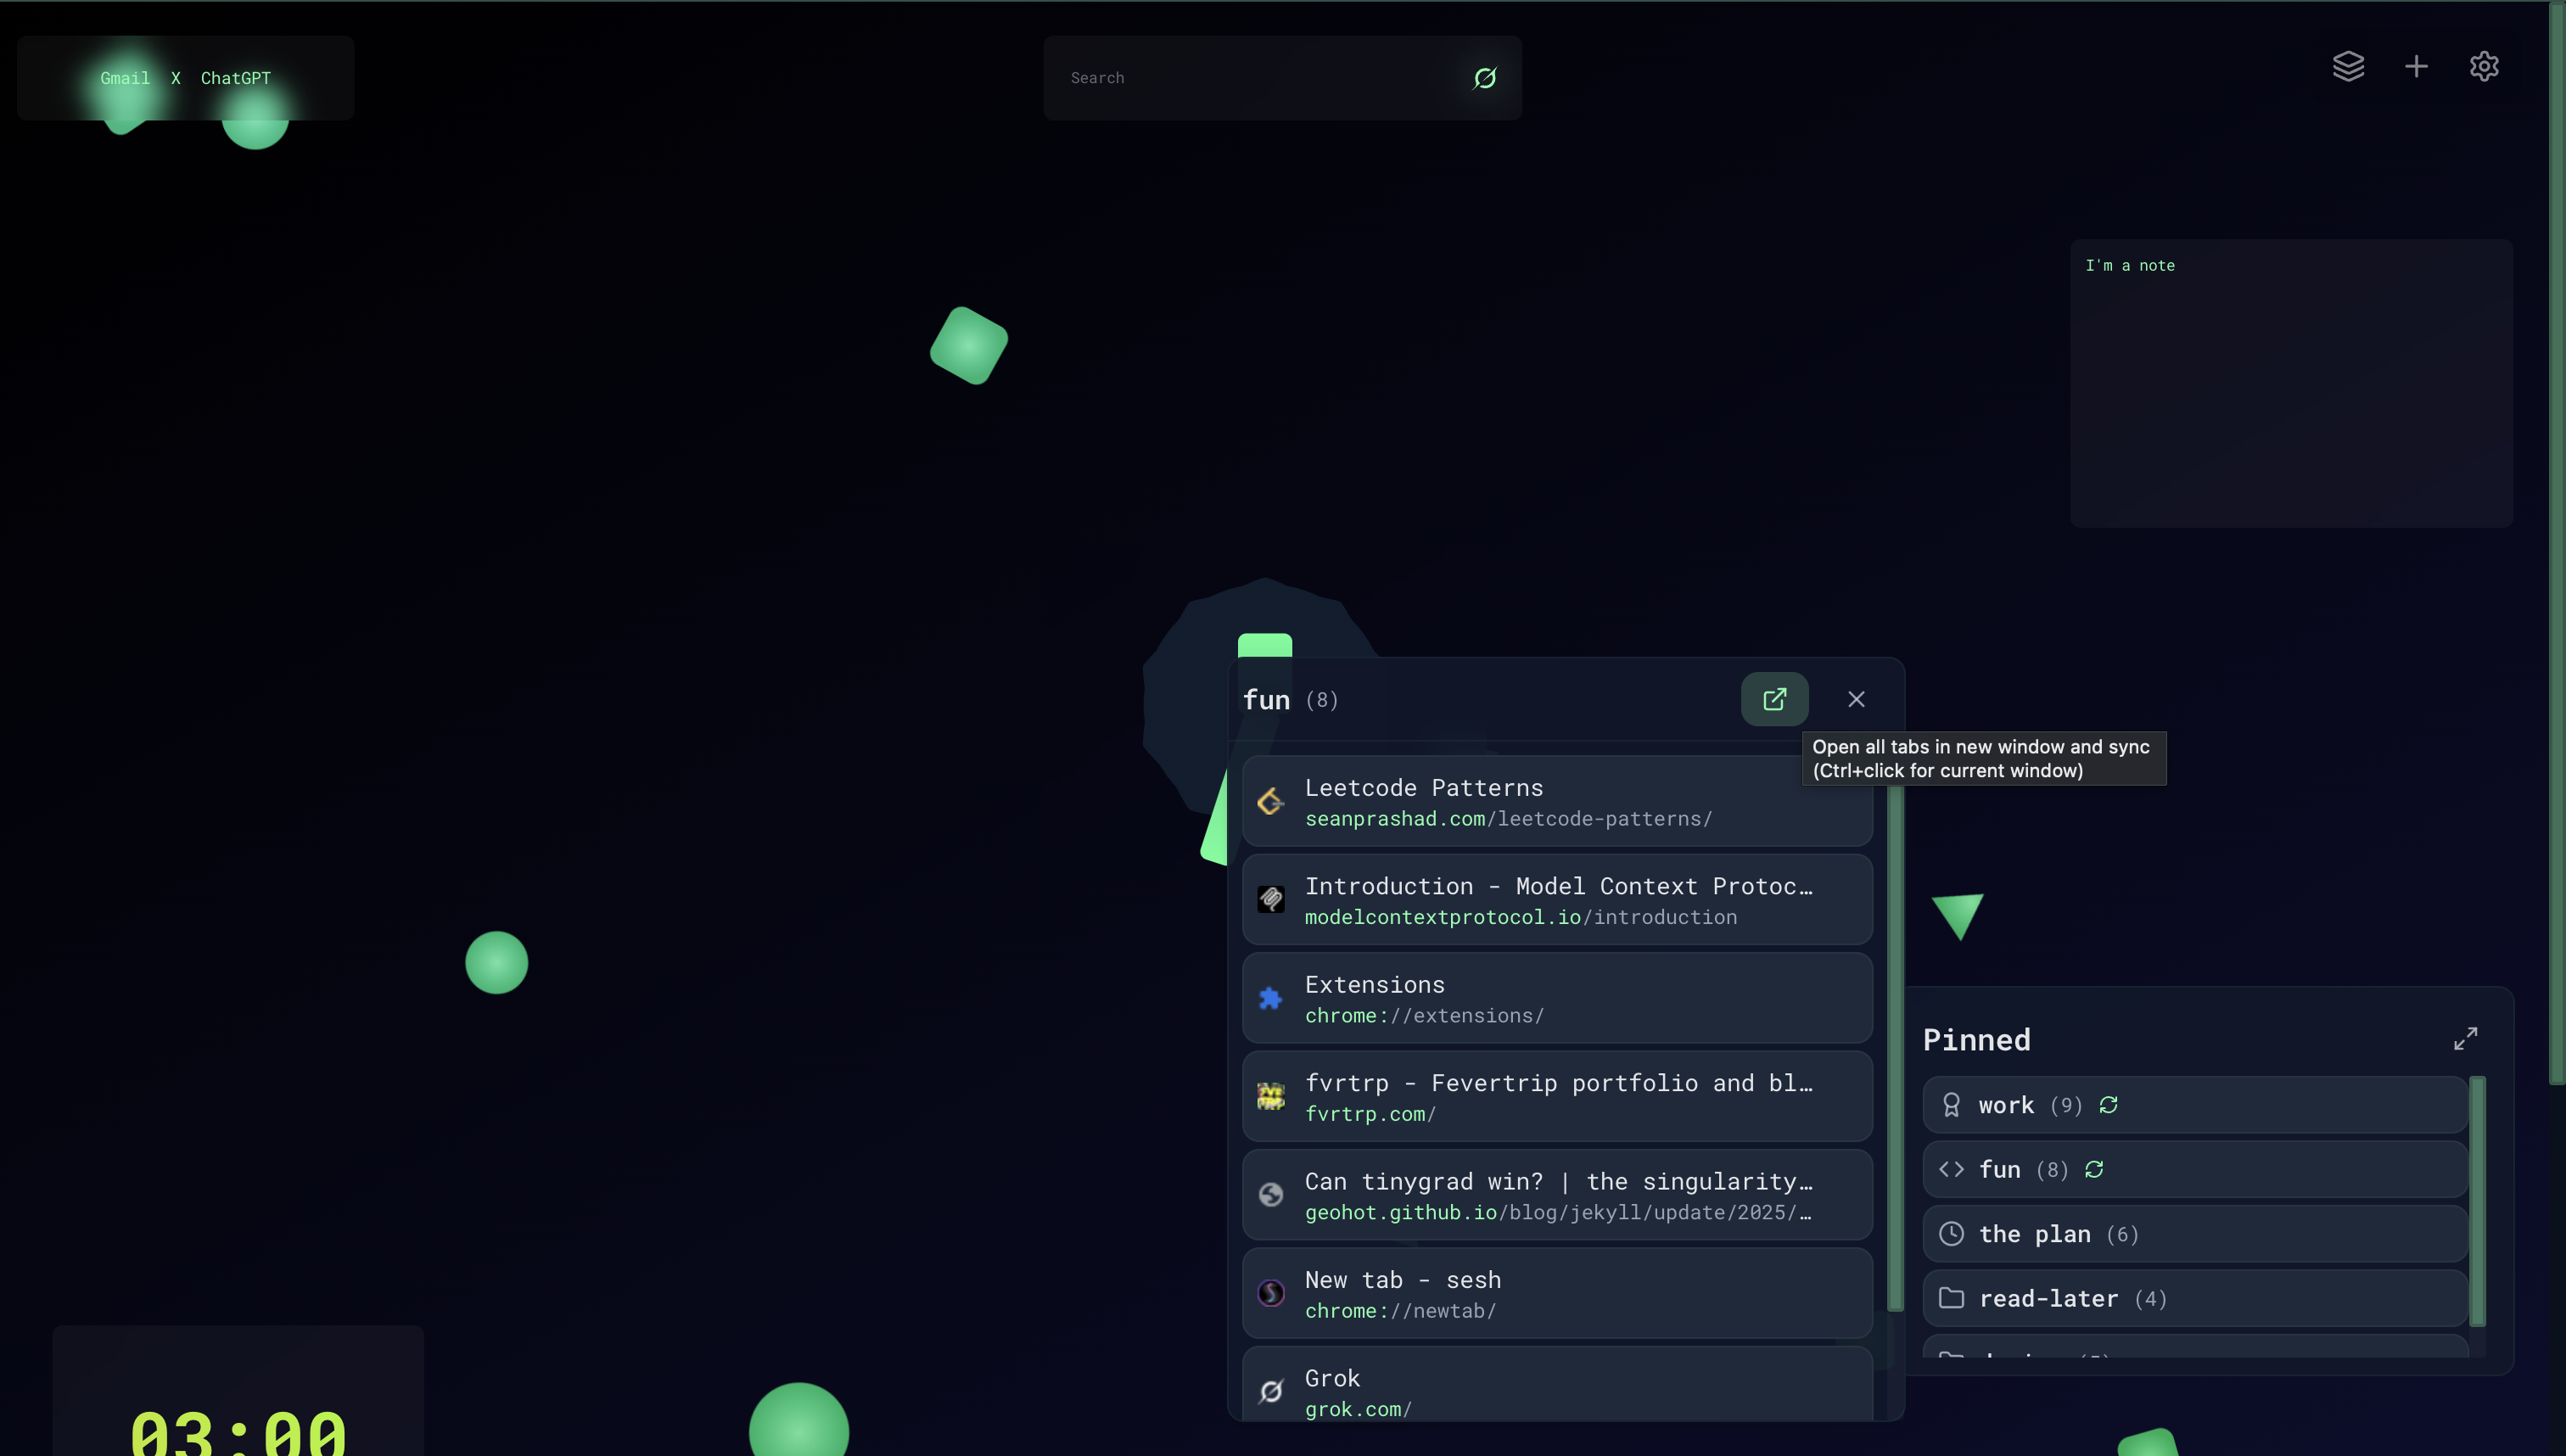 Gmail X ChatGPT
Search
I'm a note
fun (8)
Open all tabs in new window and sync
(Ctrl+click for current window)
Leetcode Patterns
seanprashad.com/leetcode-patterns/
Introduction - Model Context Protoc…
modelcontextprotocol.io/introduction
Extensions
chrome://extensions/
fvrtrp - Fevertrip portfolio and bl…
fvrtrp.com/
Can tinygrad win? | the singularity…
geohot.github.io/blog/jekyll/update/2025/…
New tab - sesh
chrome://newtab/
Grok
grok.com/
Pinned
work (9)
fun (8)
the plan (6)
read-later (4)
03:00